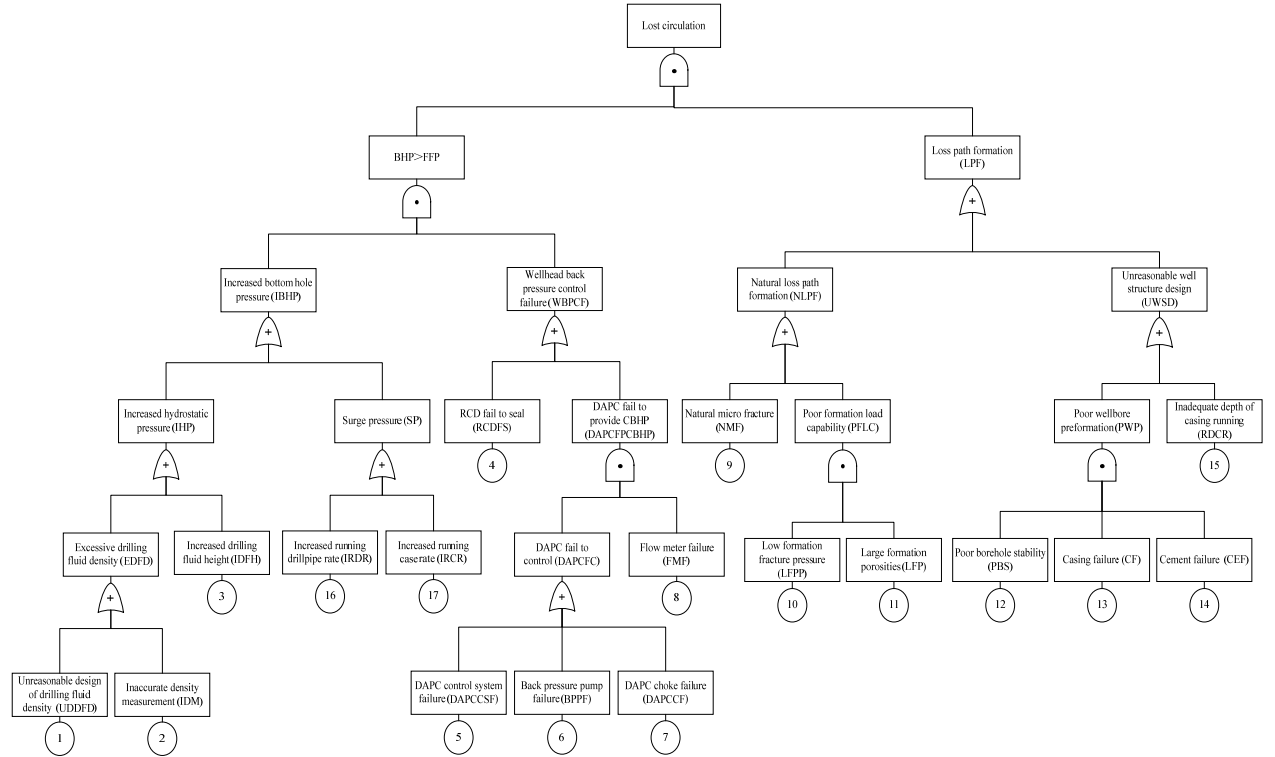 Lost circulation
BHP>FFP
Loss path formation
(LPF)
Increased bottom hole
pressure (IBHP)
Wellhead back
pressure control
failure (WBPCF)
Natural loss path
formation (NLPF)
Unreasonable well
structure design
(UWSD)
+
+
+
+
+
Increased hydrostatic
pressure (IHP)
Surge pressure (SP)
RCD fail to seal
(RCDFS)
DAPC fail to
provide CBHP
(DAPCFPCBHP)
Natural micro fracture
(NMF)
Poor formation load
capability (PFLC)
Poor wellbore
preformation (PWP)
Inadequate depth of
casing running
(RDCR)
+
+
4
9
15
Excessive drilling
fluid density (EDFD)
Increased drilling
fluid height (IDFH)
Increased running
drillpipe rate (IRDR)
Increased running
case rate (IRCR)
DAPC fail to
control (DAPCFC)
Flow meter failure
(FMF)
Low formation
fracture pressure
(LFPP)
Large formation
porosities (LFP)
Poor borehole stability
(PBS)
Casing failure (CF)
Cement failure (CEF)
+
3
16
17
+
8
10
11
12
13
14
Unreasonable design
of drilling fluid
density (UDDFD)
Inaccurate density
measurement (IDM)
DAPC control system
failure (DAPCCSF)
Back pressure pump
failure (BPPF)
DAPC choke failure
(DAPCCF)
1
2
5
6
7